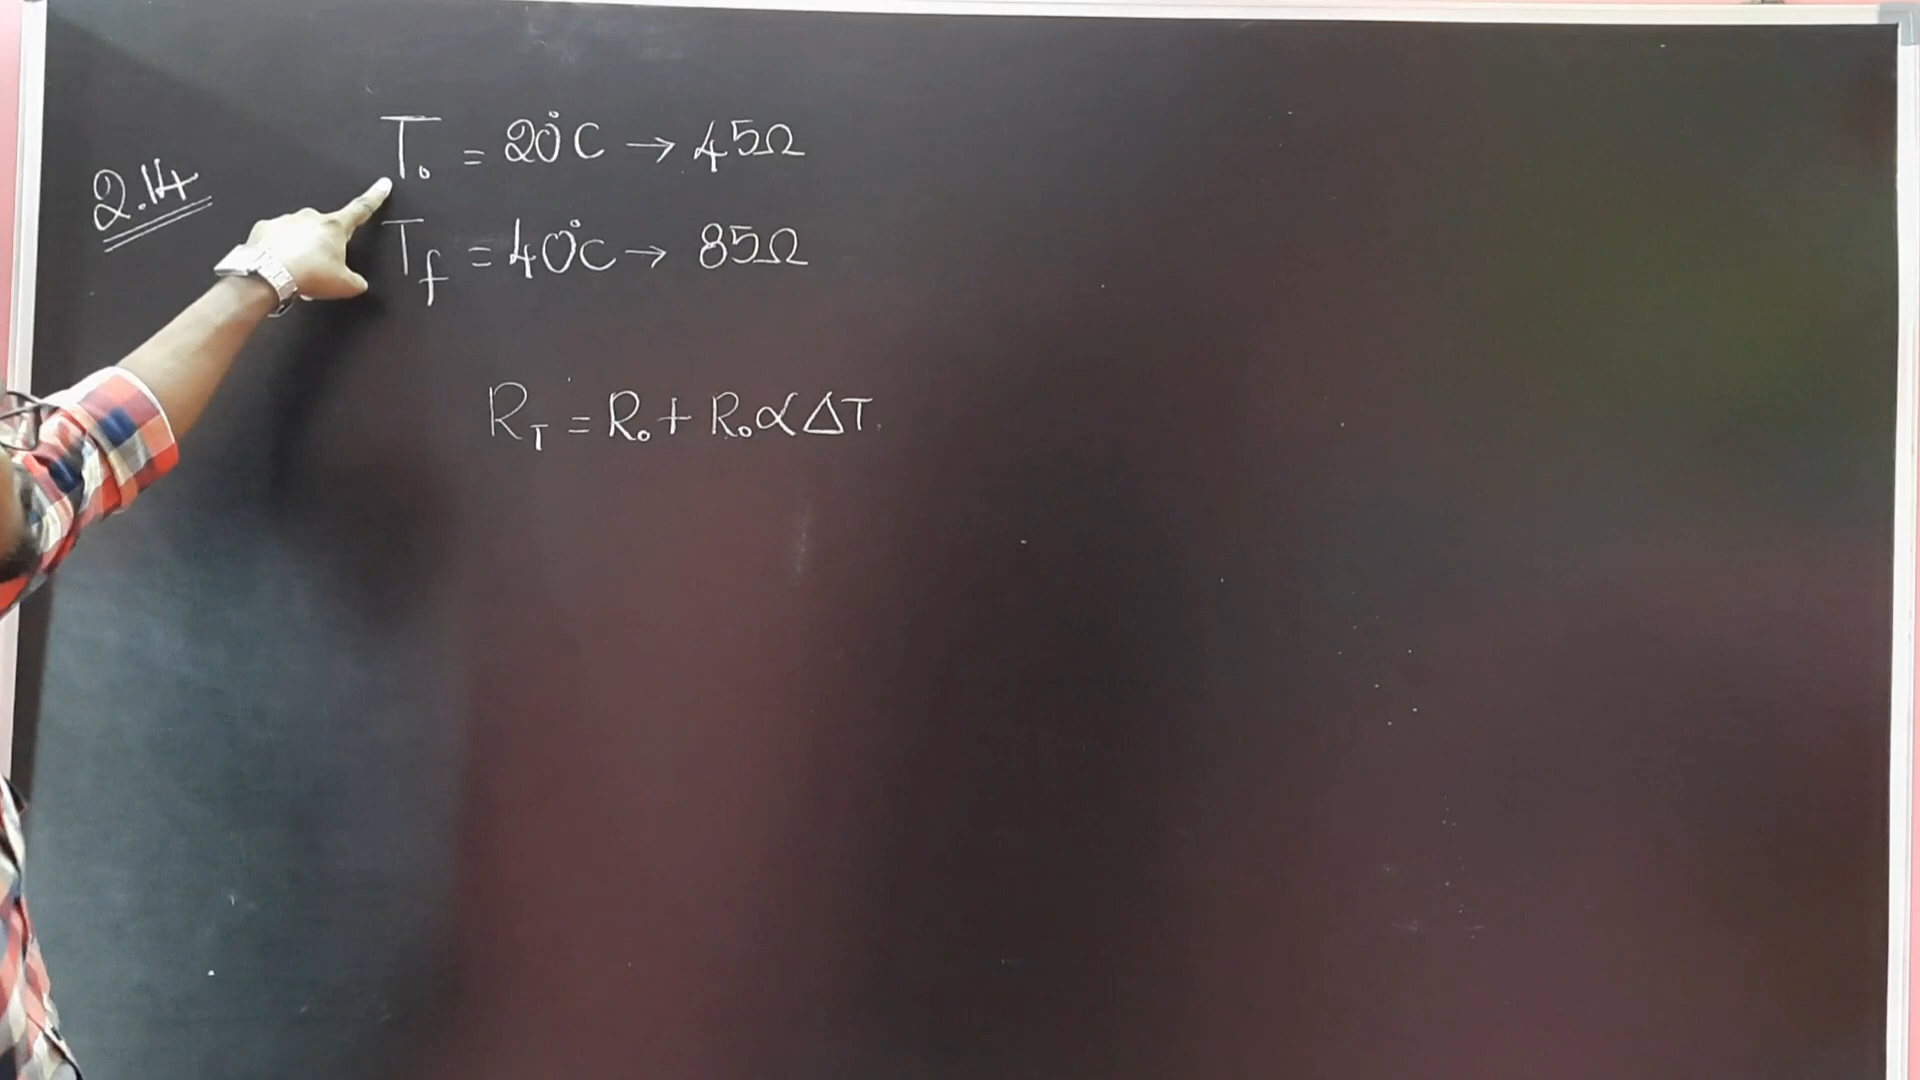 2.14
T₀ = 20°C → 45Ω
T_f = 40°C → 85Ω
R_T = R₀ + R₀αΔT